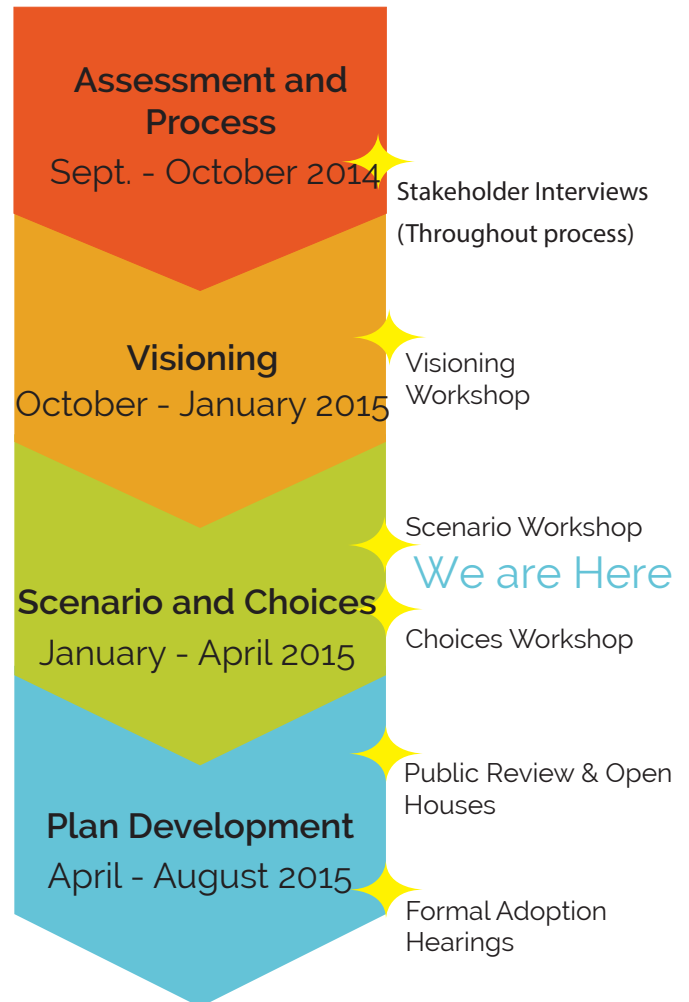 Assessment and
Process
Sept. - October 2014
Stakeholder Interviews
(Throughout process)
Visioning
October - January 2015
Visioning
Workshop
Scenario Workshop
We are Here
Scenario and Choices
January - April 2015
Choices Workshop
Public Review & Open
Houses
Plan Development
April - August 2015
Formal Adoption
Hearings